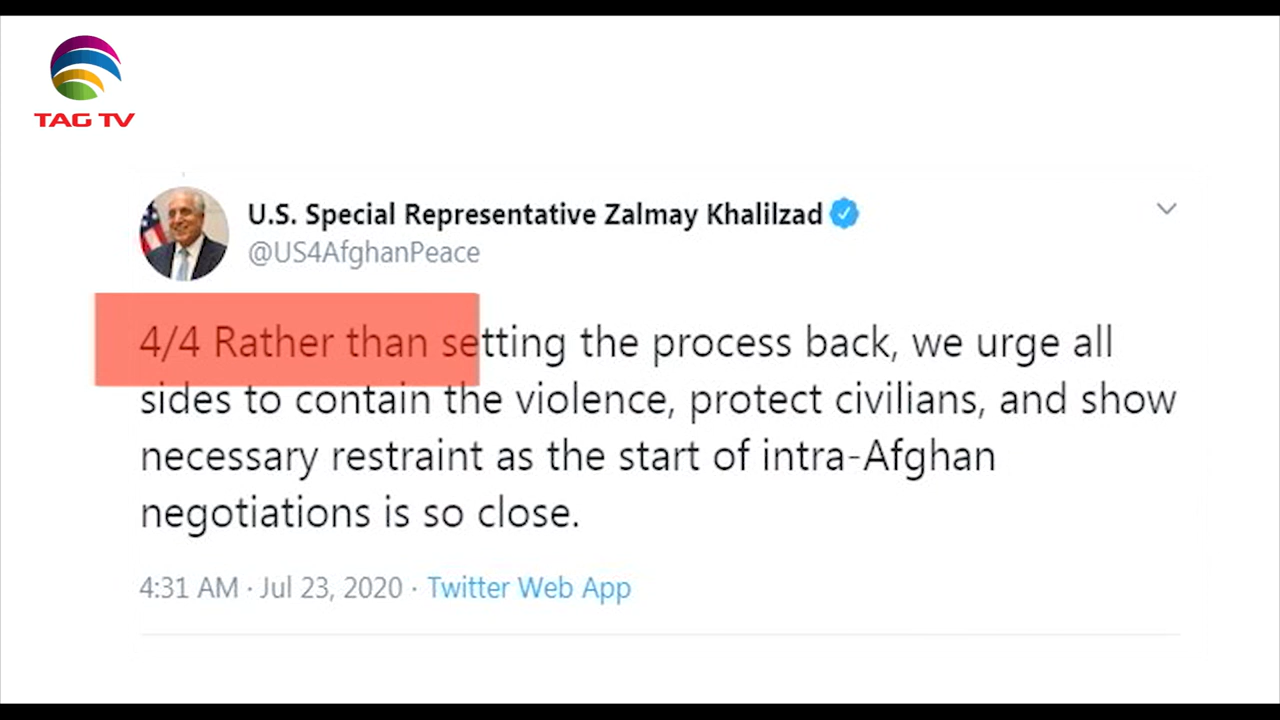 TAG TV
U.S. Special Representative Zalmay Khalilzad
@US4AfghanPeace
4/4 Rather than setting the process back, we urge all
sides to contain the violence, protect civilians, and show
necessary restraint as the start of intra-Afghan
negotiations is so close.
4:31 AM · Jul 23, 2020 · Twitter Web App